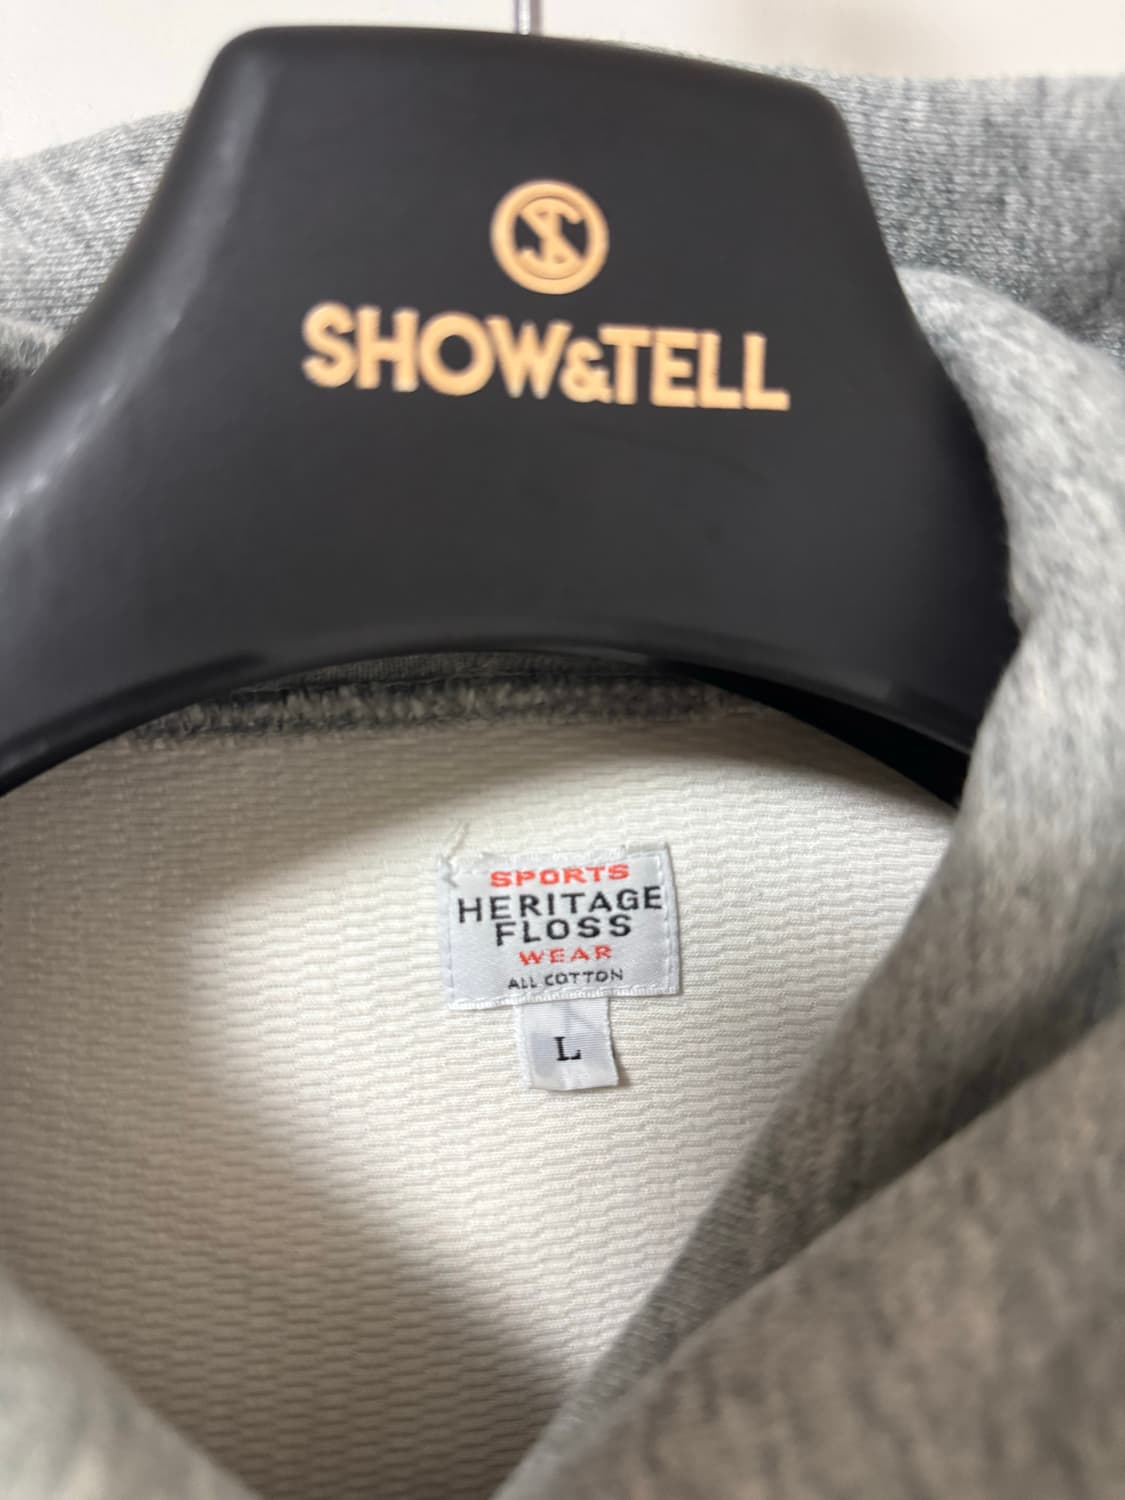 SHOW&TELL
SPORTS
HERITAGE
FLOSS
WEAR
ALL COTTON
L